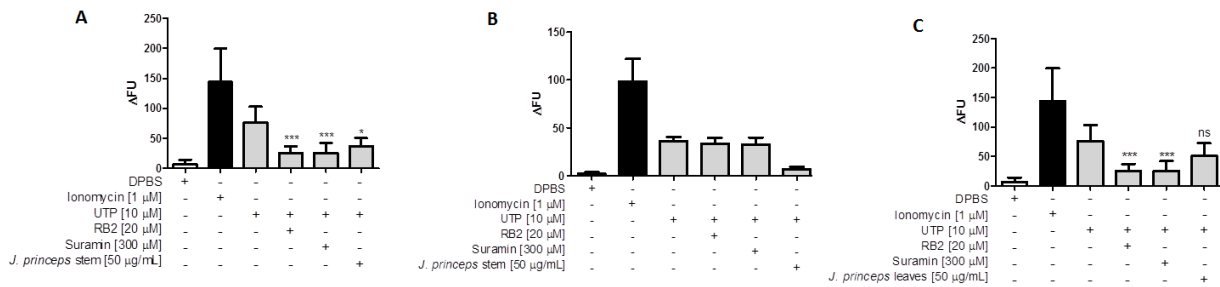 A
250
200
150
100
50
0
ΔFU
***
***
*
DPBS + - - - - -
Ionomycin [1 μM] - + - - - -
UTP [10 μM] - - + + + +
RB2 [20 μM] - - - + - -
Suramin [300 μM] - - - - + -
J. princeps stem [50 μg/mL] - - - - - +
B
150
100
50
0
ΔFU
DPBS + - - - - -
Ionomycin [1 μM] - + - - - -
UTP [10 μM] - - + + + +
RB2 [20 μM] - - - + - -
Suramin [300 μM] - - - - + -
J. princeps stem [50 μg/mL] - - - - - +
C
250
200
150
100
50
0
ΔFU
***
***
ns
DPBS + - - - - -
Ionomycin [1 μM] - + - - - -
UTP [10 μM] - - + + + +
RB2 [20 μM] - - - + - -
Suramin [300 μM] - - - - + -
J. princeps leaves [50 μg/mL] - - - - - +